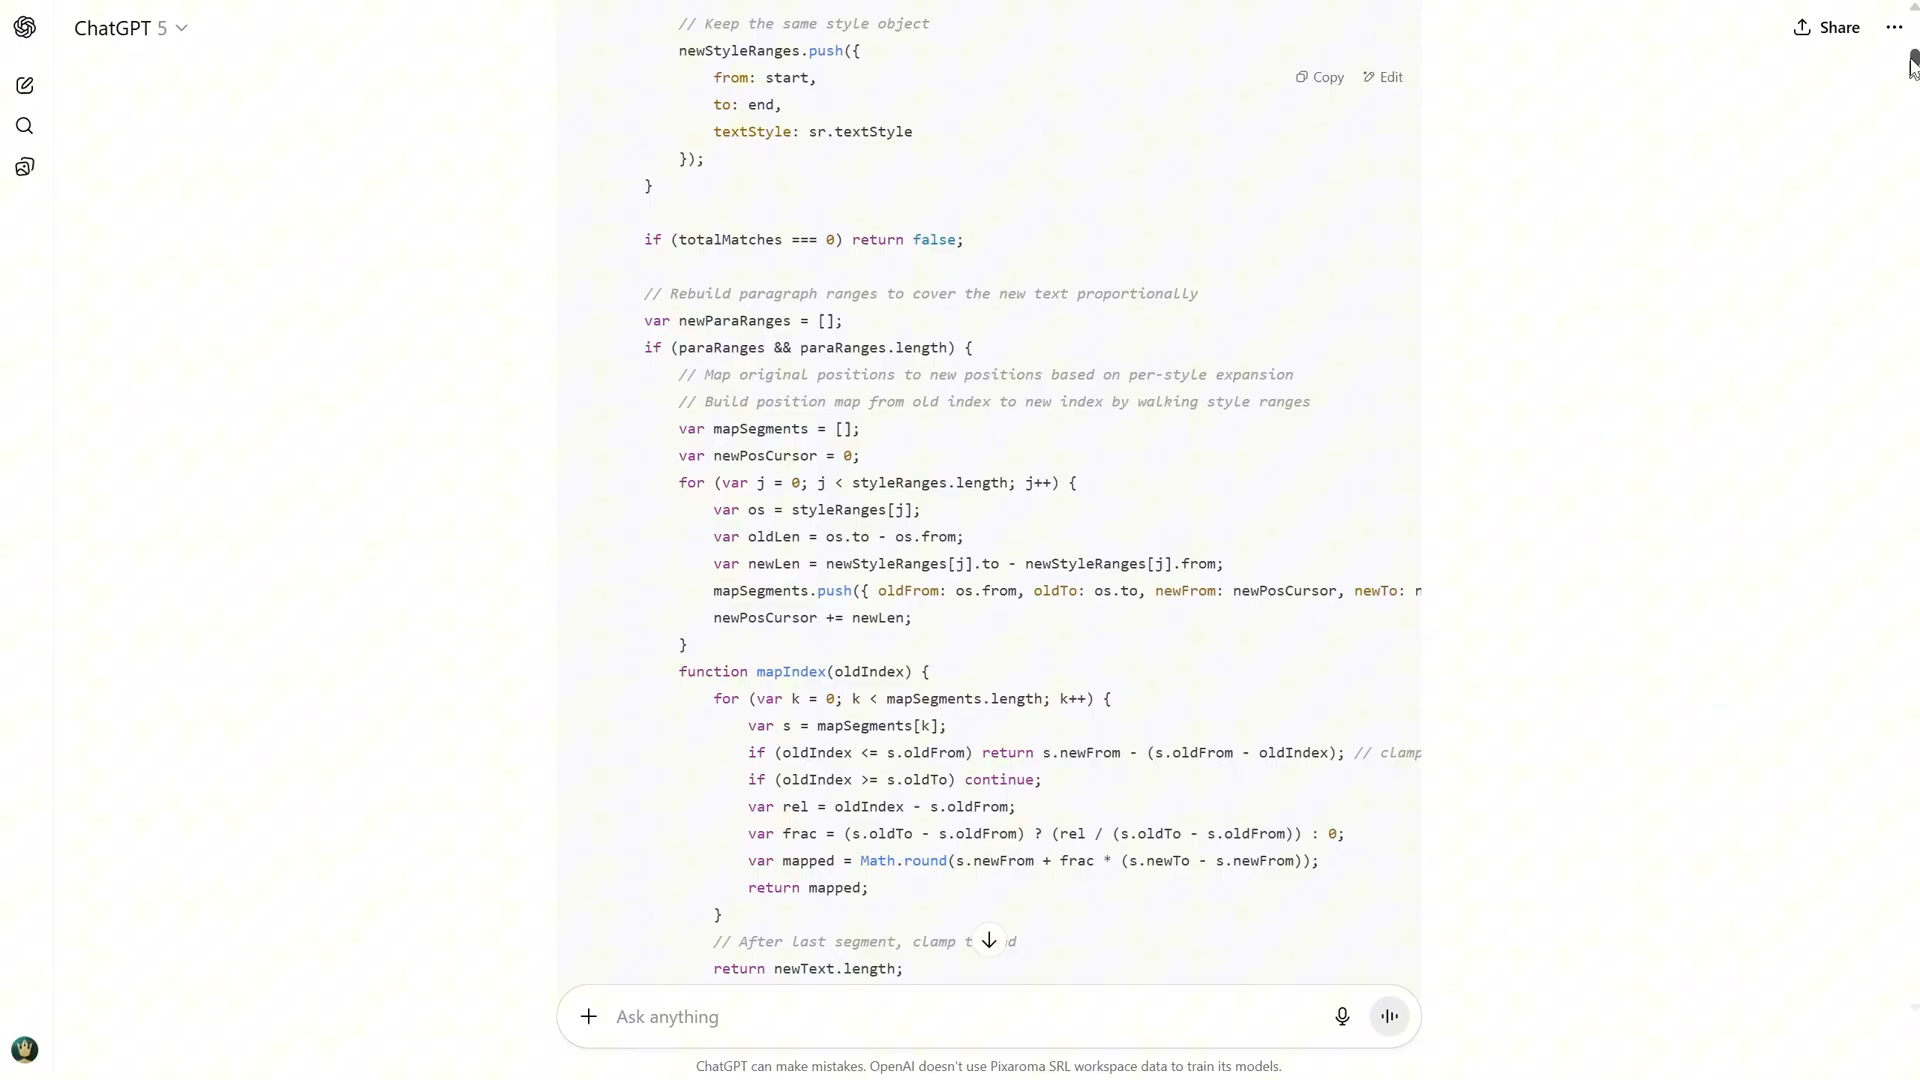 ChatGPT 5
Share
Copy
Edit
// Keep the same style object
newStyleRanges.push({
from: start,
to: end,
textStyle: sr.textStyle
});
}
if (totalMatches === 0) return false;
// Rebuild paragraph ranges to cover the new text proportionally
var newParaRanges = [];
if (paraRanges && paraRanges.length) {
// Map original positions to new positions based on per-style expansion
// Build position map from old index to new index by walking style ranges
var mapSegments = [];
var newPosCursor = 0;
for (var j = 0; j < styleRanges.length; j++) {
var os = styleRanges[j];
var oldLen = os.to - os.from;
var newLen = newStyleRanges[j].to - newStyleRanges[j].from;
mapSegments.push({ oldFrom: os.from, oldTo: os.to, newFrom: newPosCursor, newTo: n
newPosCursor += newLen;
}
function mapIndex(oldIndex) {
for (var k = 0; k < mapSegments.length; k++) {
var s = mapSegments[k];
if (oldIndex <= s.oldFrom) return s.newFrom - (s.oldFrom - oldIndex); // clamp
if (oldIndex >= s.oldTo) continue;
var rel = oldIndex - s.oldFrom;
var frac = (s.oldTo - s.oldFrom) ? (rel / (s.oldTo - s.oldFrom)) : 0;
var mapped = Math.round(s.newFrom + frac * (s.newTo - s.newFrom));
return mapped;
}
// After last segment, clamp
return newText.length;
Ask anything
ChatGPT can make mistakes. OpenAI doesn't use Pixaroma SRL workspace data to train its models.